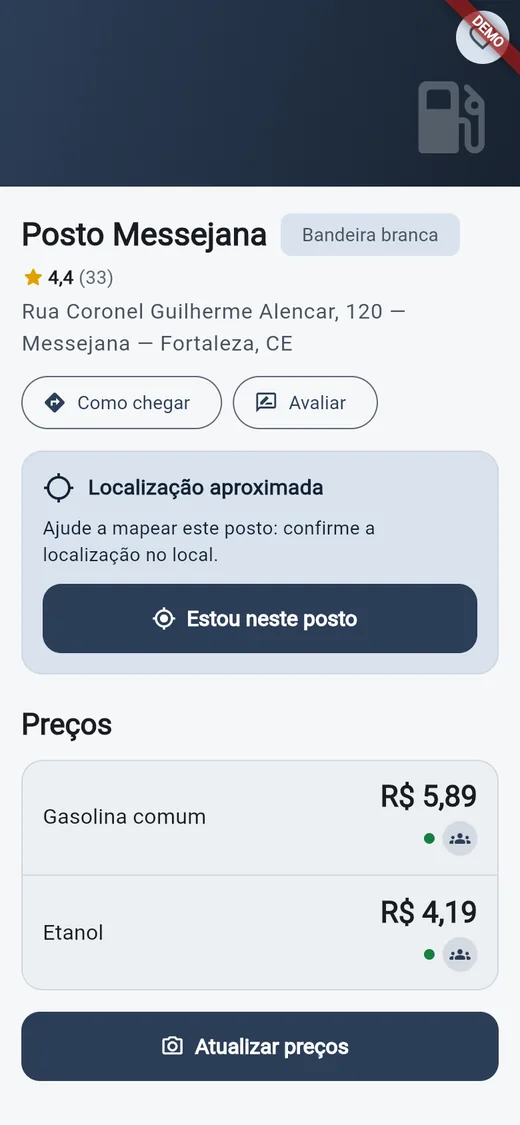 DEMO
Posto Messejana
Bandeira branca
4,4 (33)
Rua Coronel Guilherme Alencar, 120 —
Messejana — Fortaleza, CE
Como chegar
Avaliar
Localização aproximada
Ajude a mapear este posto: confirme a
localização no local.
Estou neste posto
Preços
Gasolina comum
R$ 5,89
Etanol
R$ 4,19
Atualizar preços